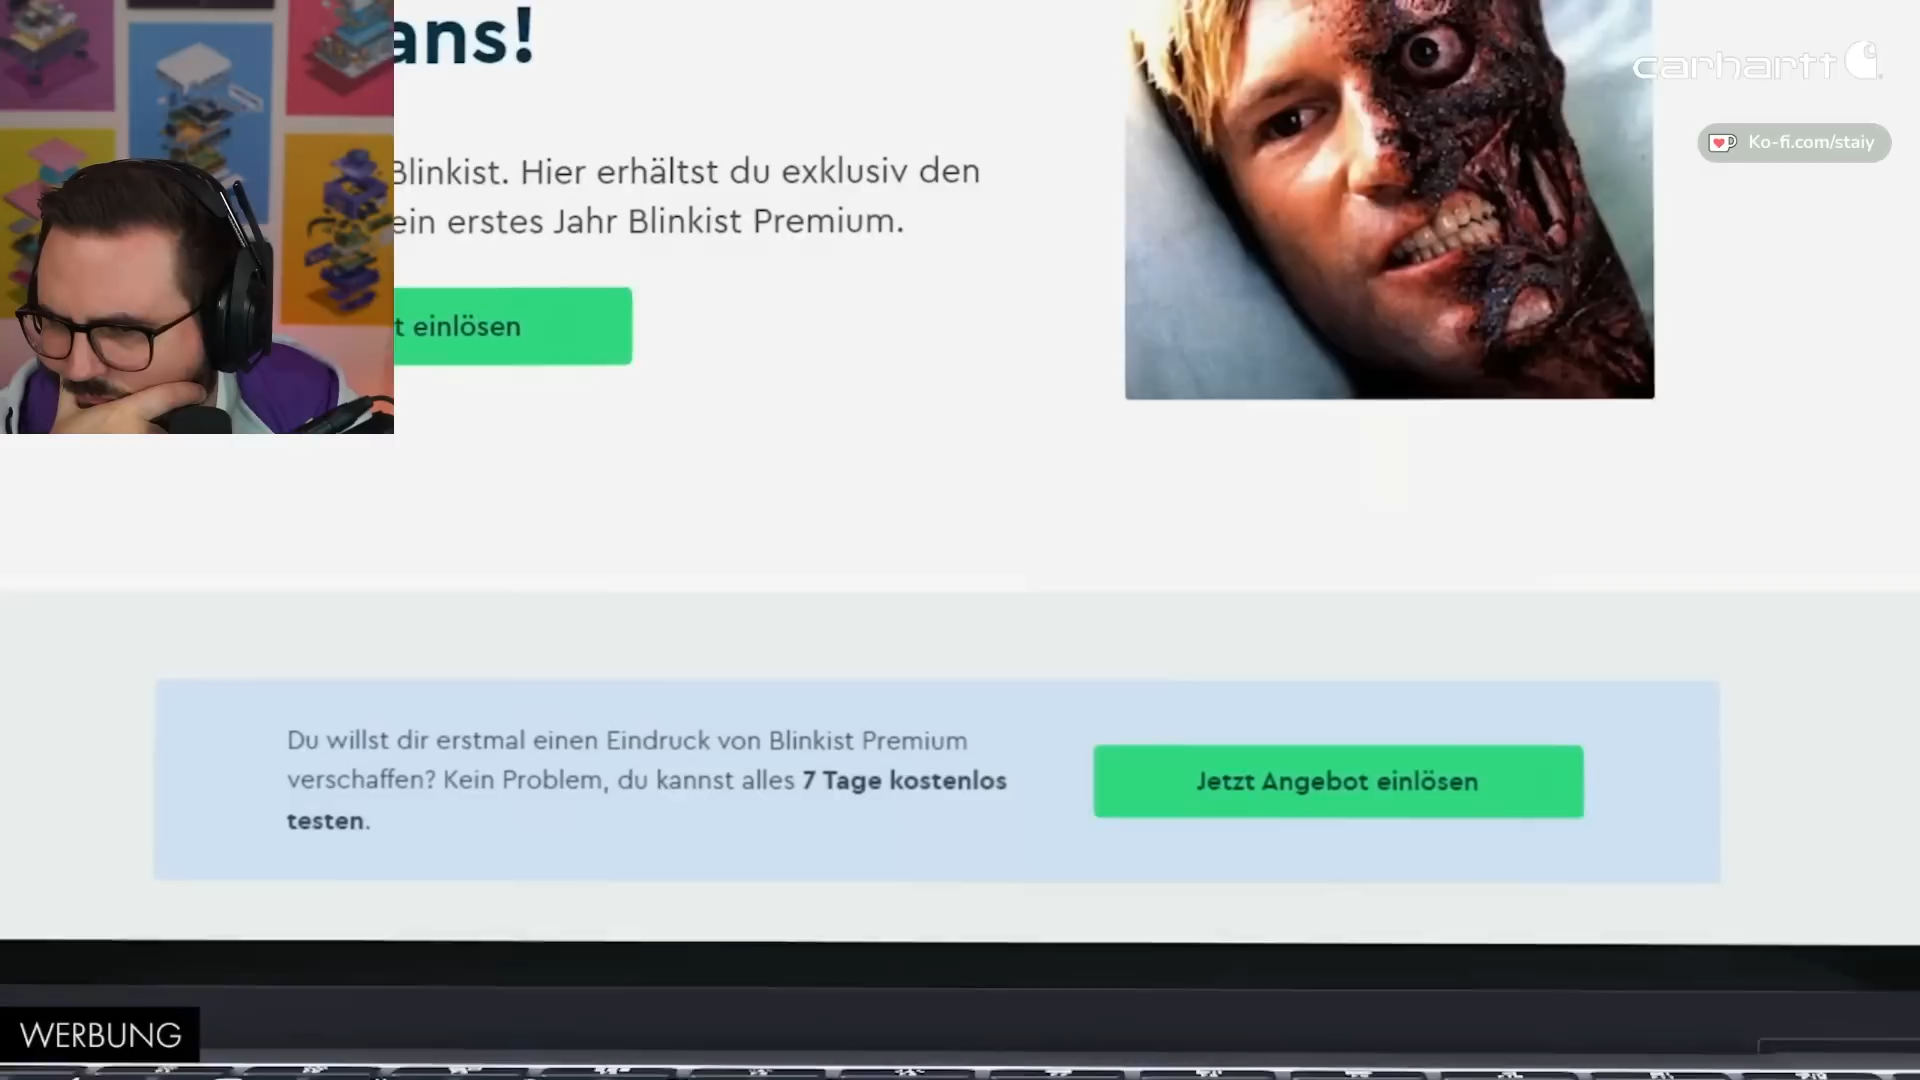 ans!
Blinkist. Hier erhältst du exklusiv den
ein erstes Jahr Blinkist Premium.
t einlösen
carhartt
Ko-fi.com/staiy
Du willst dir erstmal einen Eindruck von Blinkist Premium
verschaffen? Kein Problem, du kannst alles 7 Tage kostenlos
testen.
Jetzt Angebot einlösen
WERBUNG